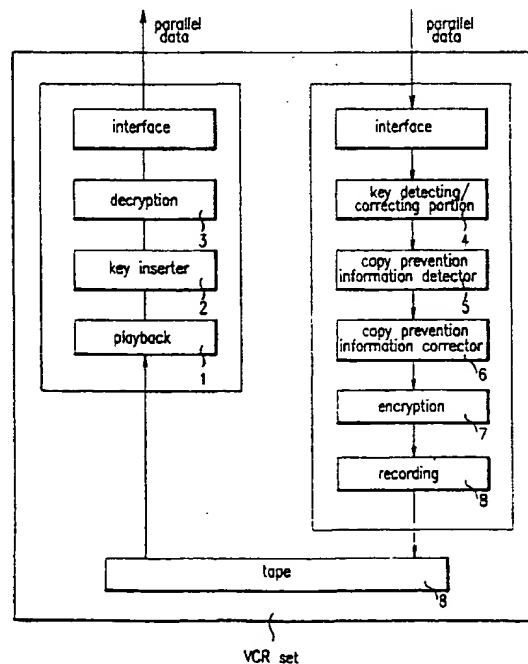 parallel
data
parallel
data
interface
decryption
3
key inserter
2
playback
1
interface
key detecting/
correcting portion
4
copy prevention
information detector
5
copy prevention
information corrector
6
encryption
7
recording
8
tape
8
VCR set